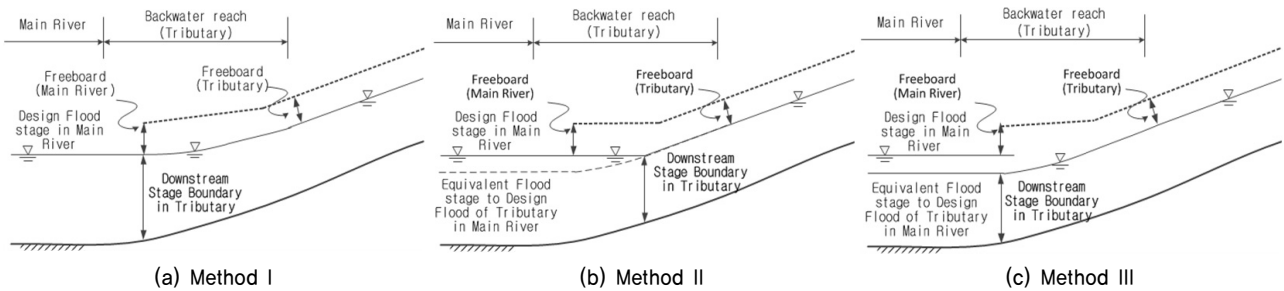 Main River
Backwater reach
(Tributary)
Freeboard
(Main River)
Freeboard
(Tributary)
Design Flood
stage in Main
River
Downstream
Stage Boundary
in Tributary
(a) Method I
Main River
Backwater reach
(Tributary)
Freeboard
(Main River)
Freeboard
(Tributary)
Design Flood
stage in Main
River
Equivalent Flood
stage to Design
Flood of Tributary
in Main River
Downstream
Stage Boundary
in Tributary
(b) Method II
Main River
Backwater reach
(Tributary)
Freeboard
(Main River)
Freeboard
(Tributary)
Design Flood
stage in Main
River
Equivalent Flood
stage to Design
Flood of Tributary
in Main River
Downstream
Stage Boundary
in Tributary
(c) Method III